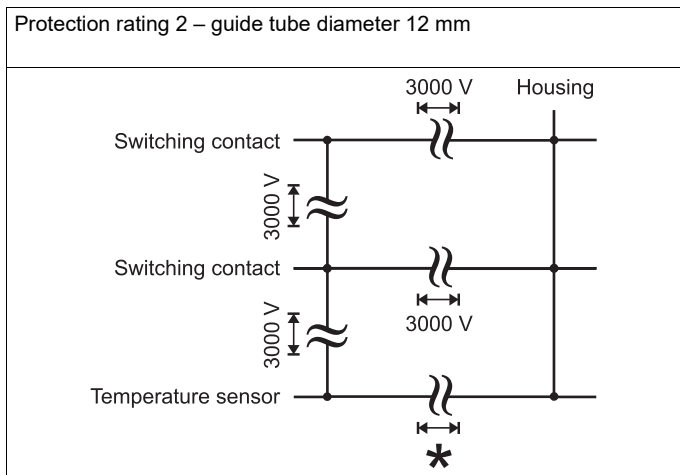 Protection rating 2 – guide tube diameter 12 mm
3000 V
Housing
Switching contact
3000 V
Switching contact
3000 V
3000 V
Temperature sensor
*